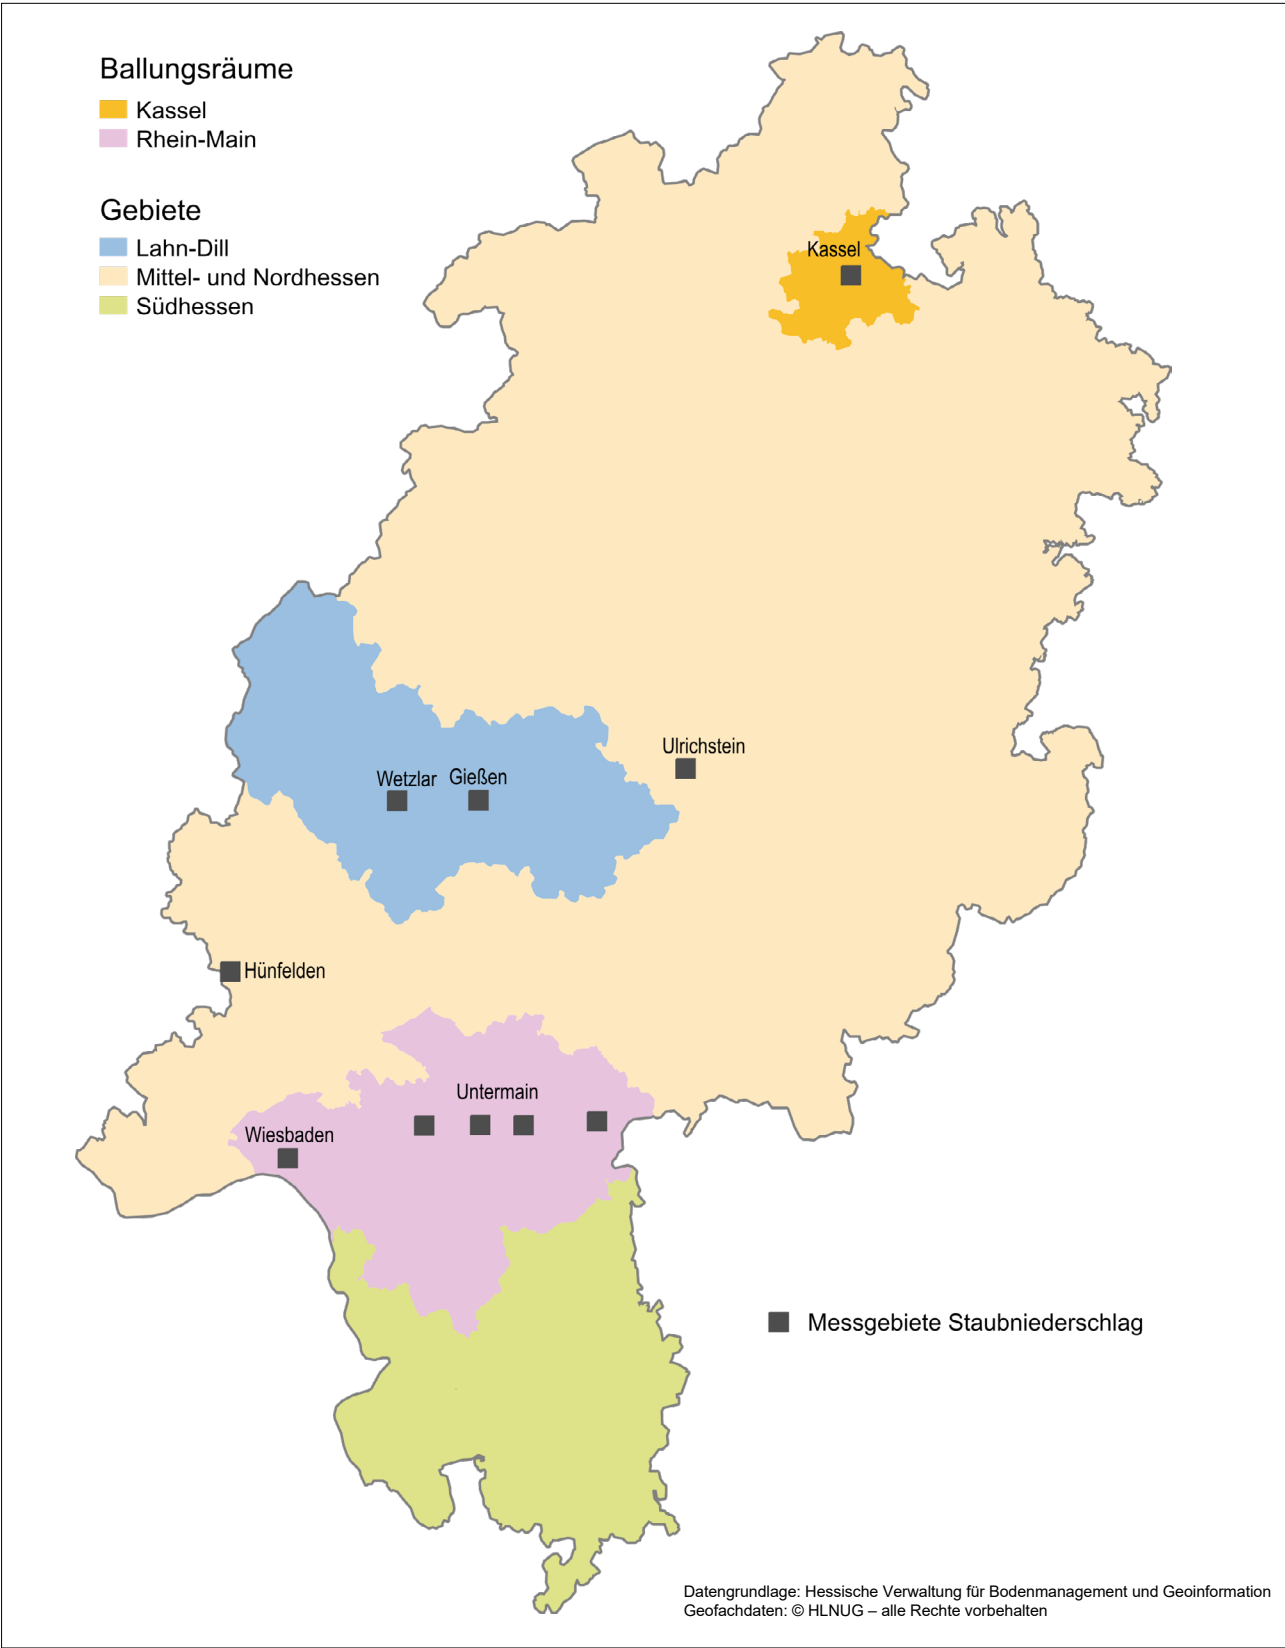 Ballungsräume
Kassel
Rhein-Main
Gebiete
Lahn-Dill
Mittel- und Nordhessen
Südhessen
Kassel
Ulrichstein
Wetzlar
Gießen
Hünfelden
Untermain
Wiesbaden
Messgebiete Staubniederschlag
Datengrundlage: Hessische Verwaltung für Bodenmanagement und Geoinformation
Geofachdaten: © HLNUG – alle Rechte vorbehalten